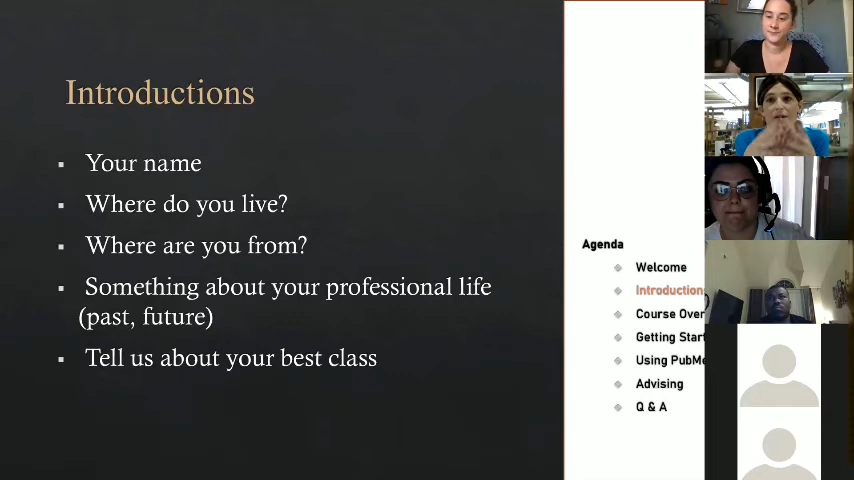 Introductions
Your name
Where do you live?
Where are you from?
Something about your professional life
(past, future)
Tell us about your best class
Agenda
Welcome
Introduction
Course Over
Getting Start
Using PubMe
Advising
Q & A